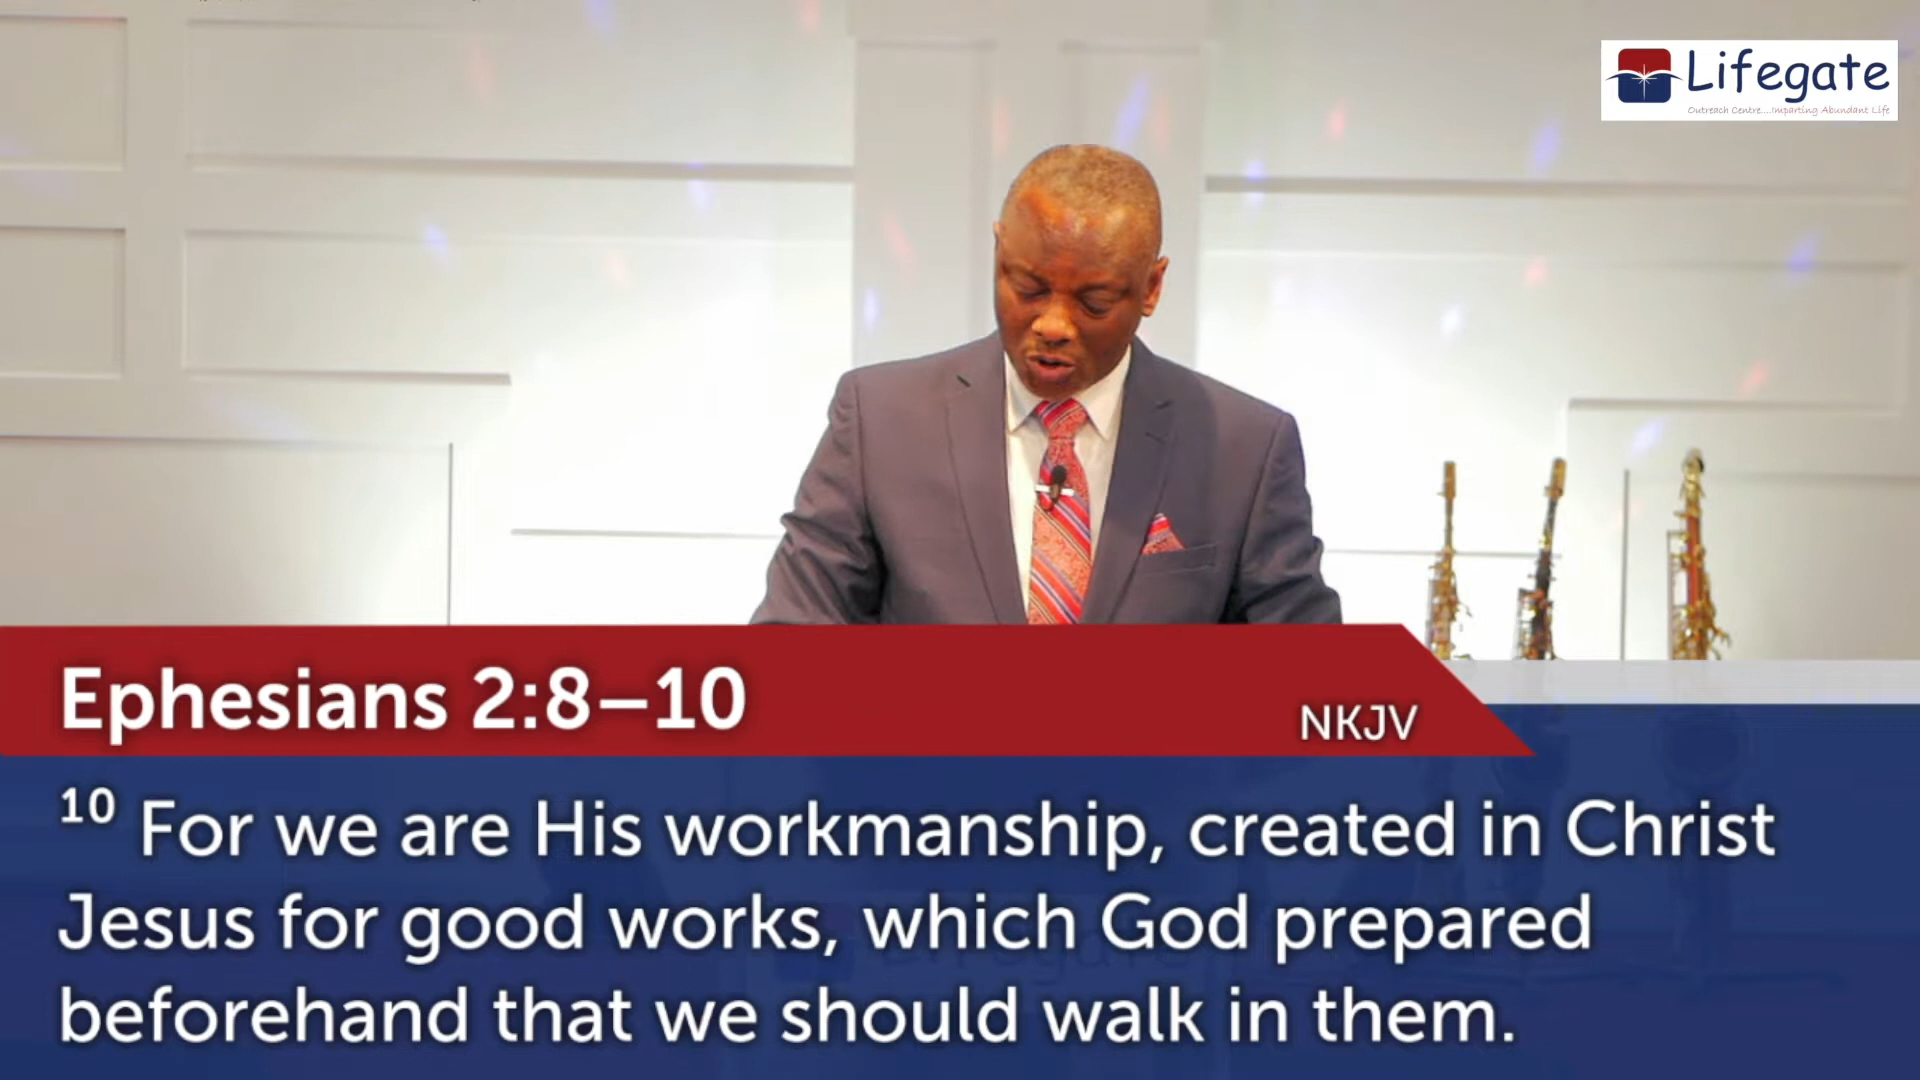 Lifegate
Outreach Centre....Imparting Abundant Life
Ephesians 2:8–10
NKJV
10 For we are His workmanship, created in Christ
Jesus for good works, which God prepared
beforehand that we should walk in them.